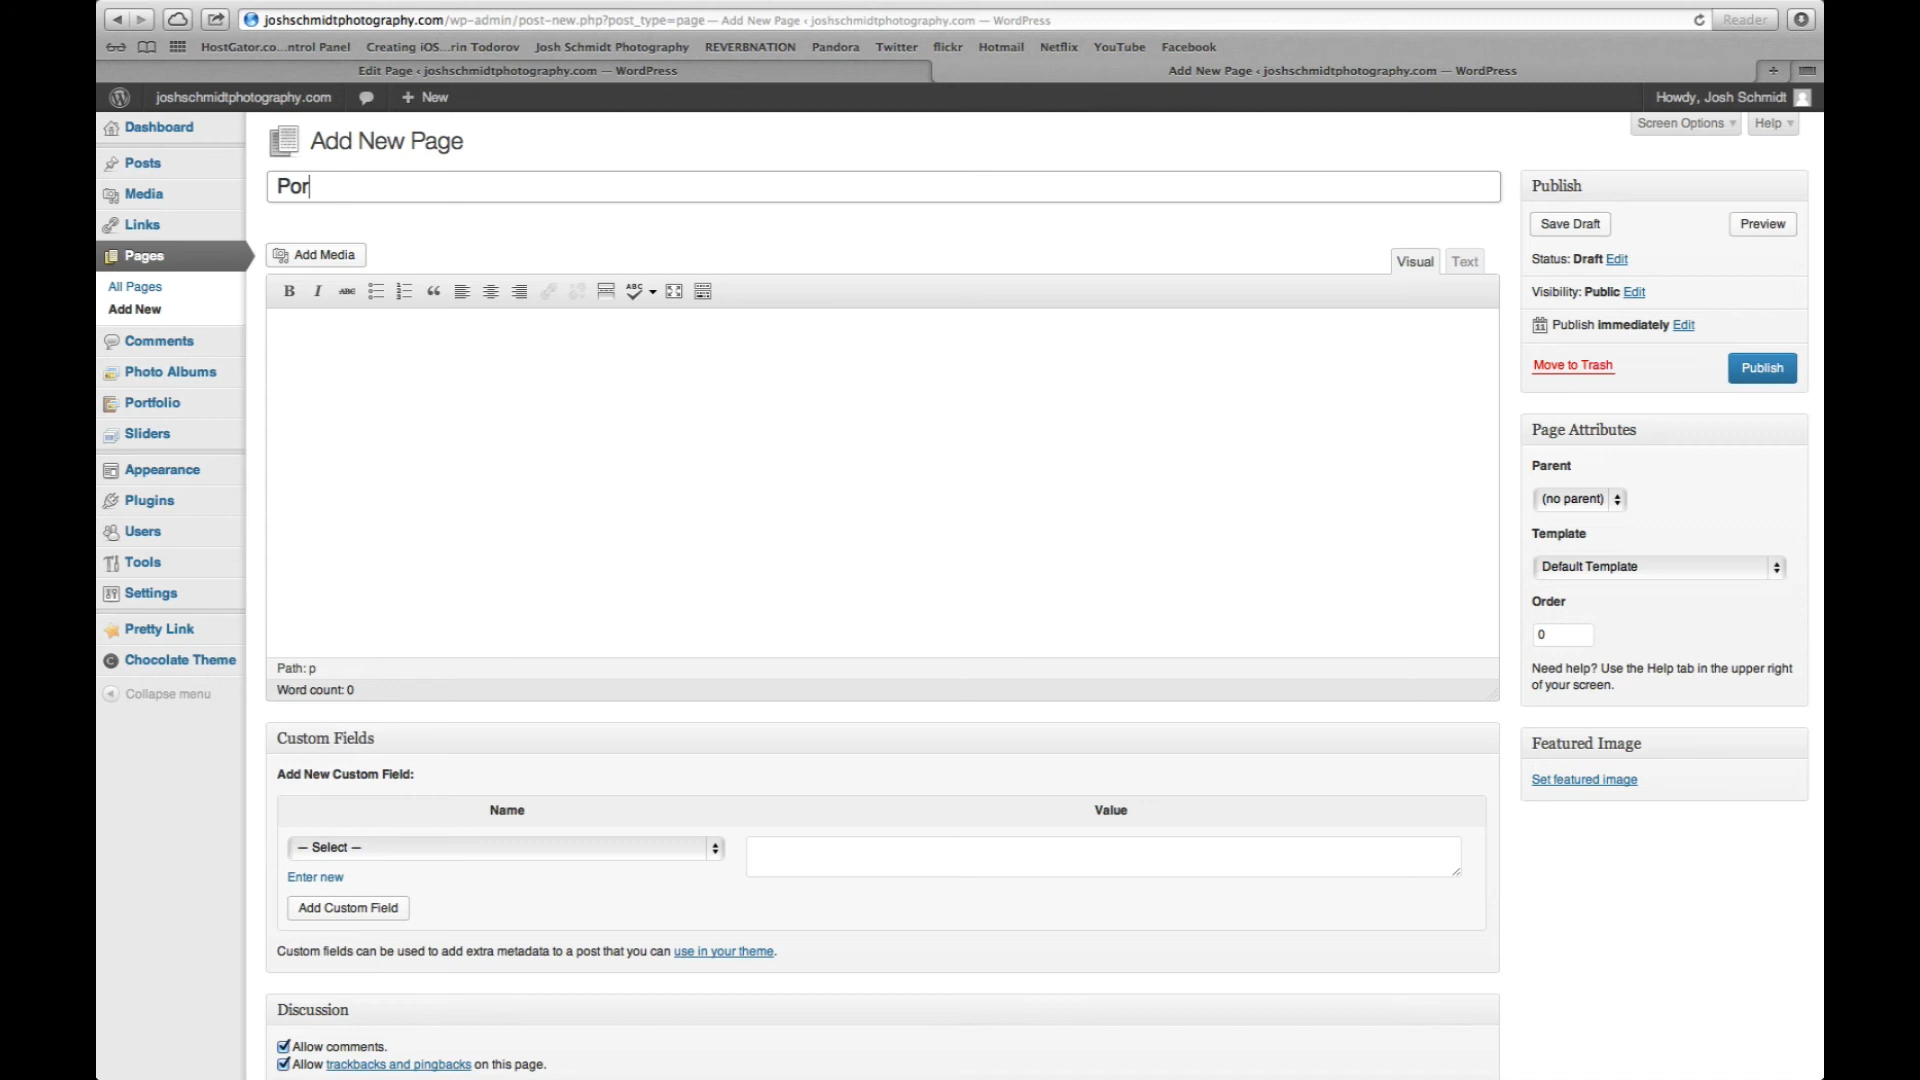 joshschmidtphotography.com/wp-admin/post-new.php?post_type=page — Add New Page ‹ joshschmidtphotography.com — WordPress
Reader
HostGator.co...ntrol Panel Creating iOS...rin Todorov Josh Schmidt Photography REVERBNATION Pandora Twitter flickr Hotmail Netflix YouTube Facebook
Edit Page ‹ joshschmidtphotography.com — WordPress
Add New Page ‹ joshschmidtphotography.com — WordPress
joshschmidtphotography.com
+ New
Howdy, Josh Schmidt
Screen Options
Help
Dashboard
Posts
Media
Links
Pages
All Pages
Add New
Comments
Photo Albums
Portfolio
Sliders
Appearance
Plugins
Users
Tools
Settings
Pretty Link
Chocolate Theme
Collapse menu
Add New Page
Por
Add Media
Visual
Text
B I ABC ABC
Path: p
Word count: 0
Custom Fields
Add New Custom Field:
Name
Value
— Select —
Enter new
Add Custom Field
Custom fields can be used to add extra metadata to a post that you can use in your theme.
Discussion
Allow comments.
Allow trackbacks and pingbacks on this page.
Publish
Save Draft
Preview
Status: Draft Edit
Visibility: Public Edit
Publish immediately Edit
Move to Trash
Publish
Page Attributes
Parent
(no parent)
Template
Default Template
Order
0
Need help? Use the Help tab in the upper right
of your screen.
Featured Image
Set featured image